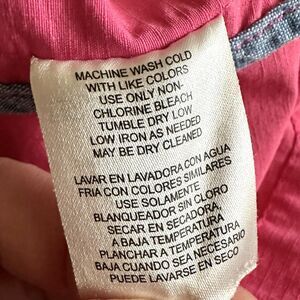 MACHINE WASH COLD
WITH LIKE COLORS
USE ONLY NON-
CHLORINE BLEACH
TUMBLE DRY LOW
LOW IRON AS NEEDED
MAY BE DRY CLEANED
LAVAR EN LAVADORA CON AGUA
FRIA CON COLORES SIMILARES
USE SOLAMENTE
BLANQUEADOR SIN CLORO
SECAR EN SECADORA,
A BAJA TEMPERATURA
PLANCHAR A TEMPERATURA
BAJA CUANDO SEA NECESARIO
PUEDE LAVARSE EN SECO